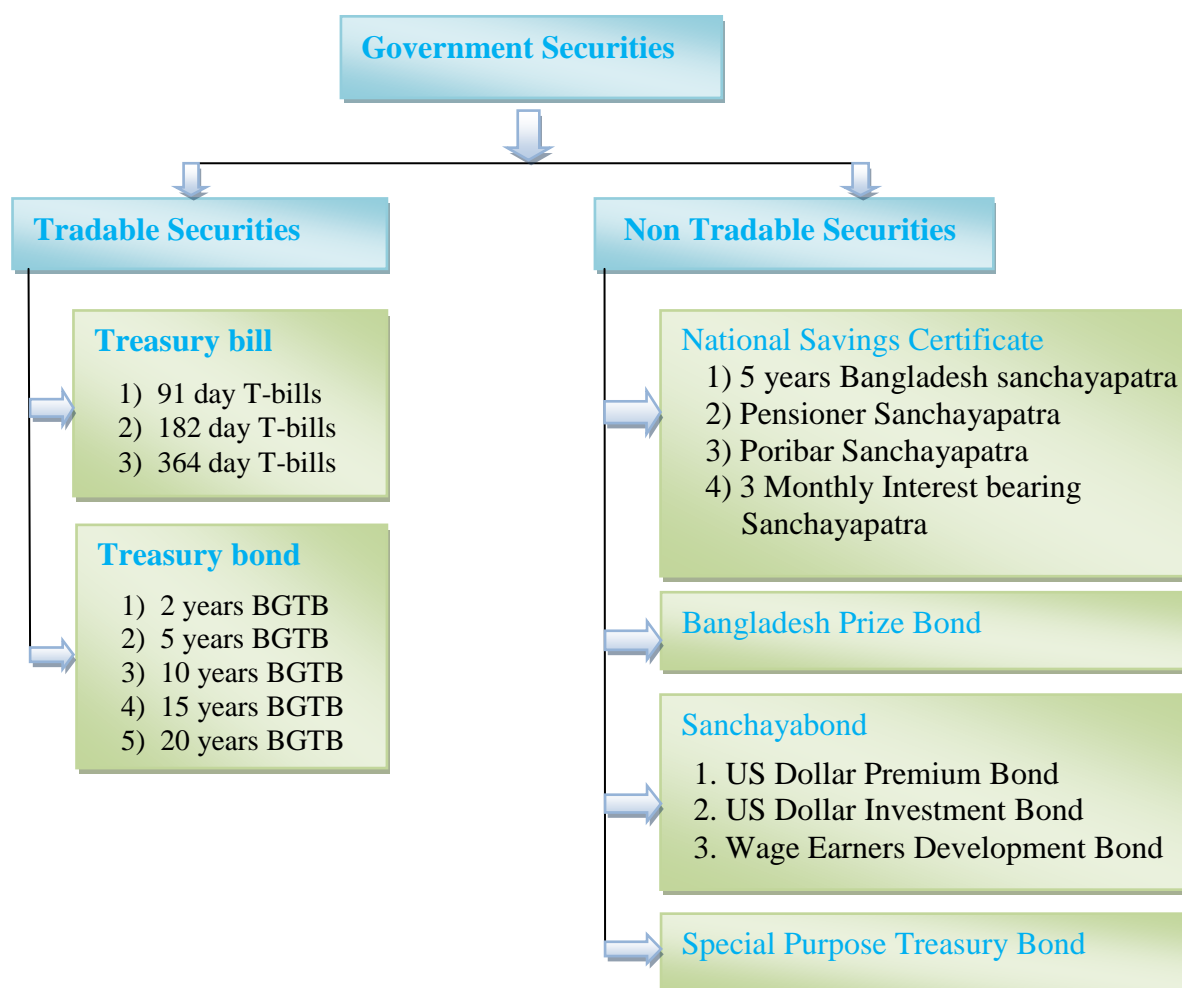 Government Securities
Tradable Securities
Treasury bill
1) 91 day T-bills
2) 182 day T-bills
3) 364 day T-bills
Treasury bond
1) 2 years BGTB
2) 5 years BGTB
3) 10 years BGTB
4) 15 years BGTB
5) 20 years BGTB
Non Tradable Securities
National Savings Certificate
1) 5 years Bangladesh sanchayapatra
2) Pensioner Sanchayapatra
3) Poribar Sanchayapatra
4) 3 Monthly Interest bearing
Sanchayapatra
Bangladesh Prize Bond
Sanchayabond
1. US Dollar Premium Bond
2. US Dollar Investment Bond
3. Wage Earners Development Bond
Special Purpose Treasury Bond